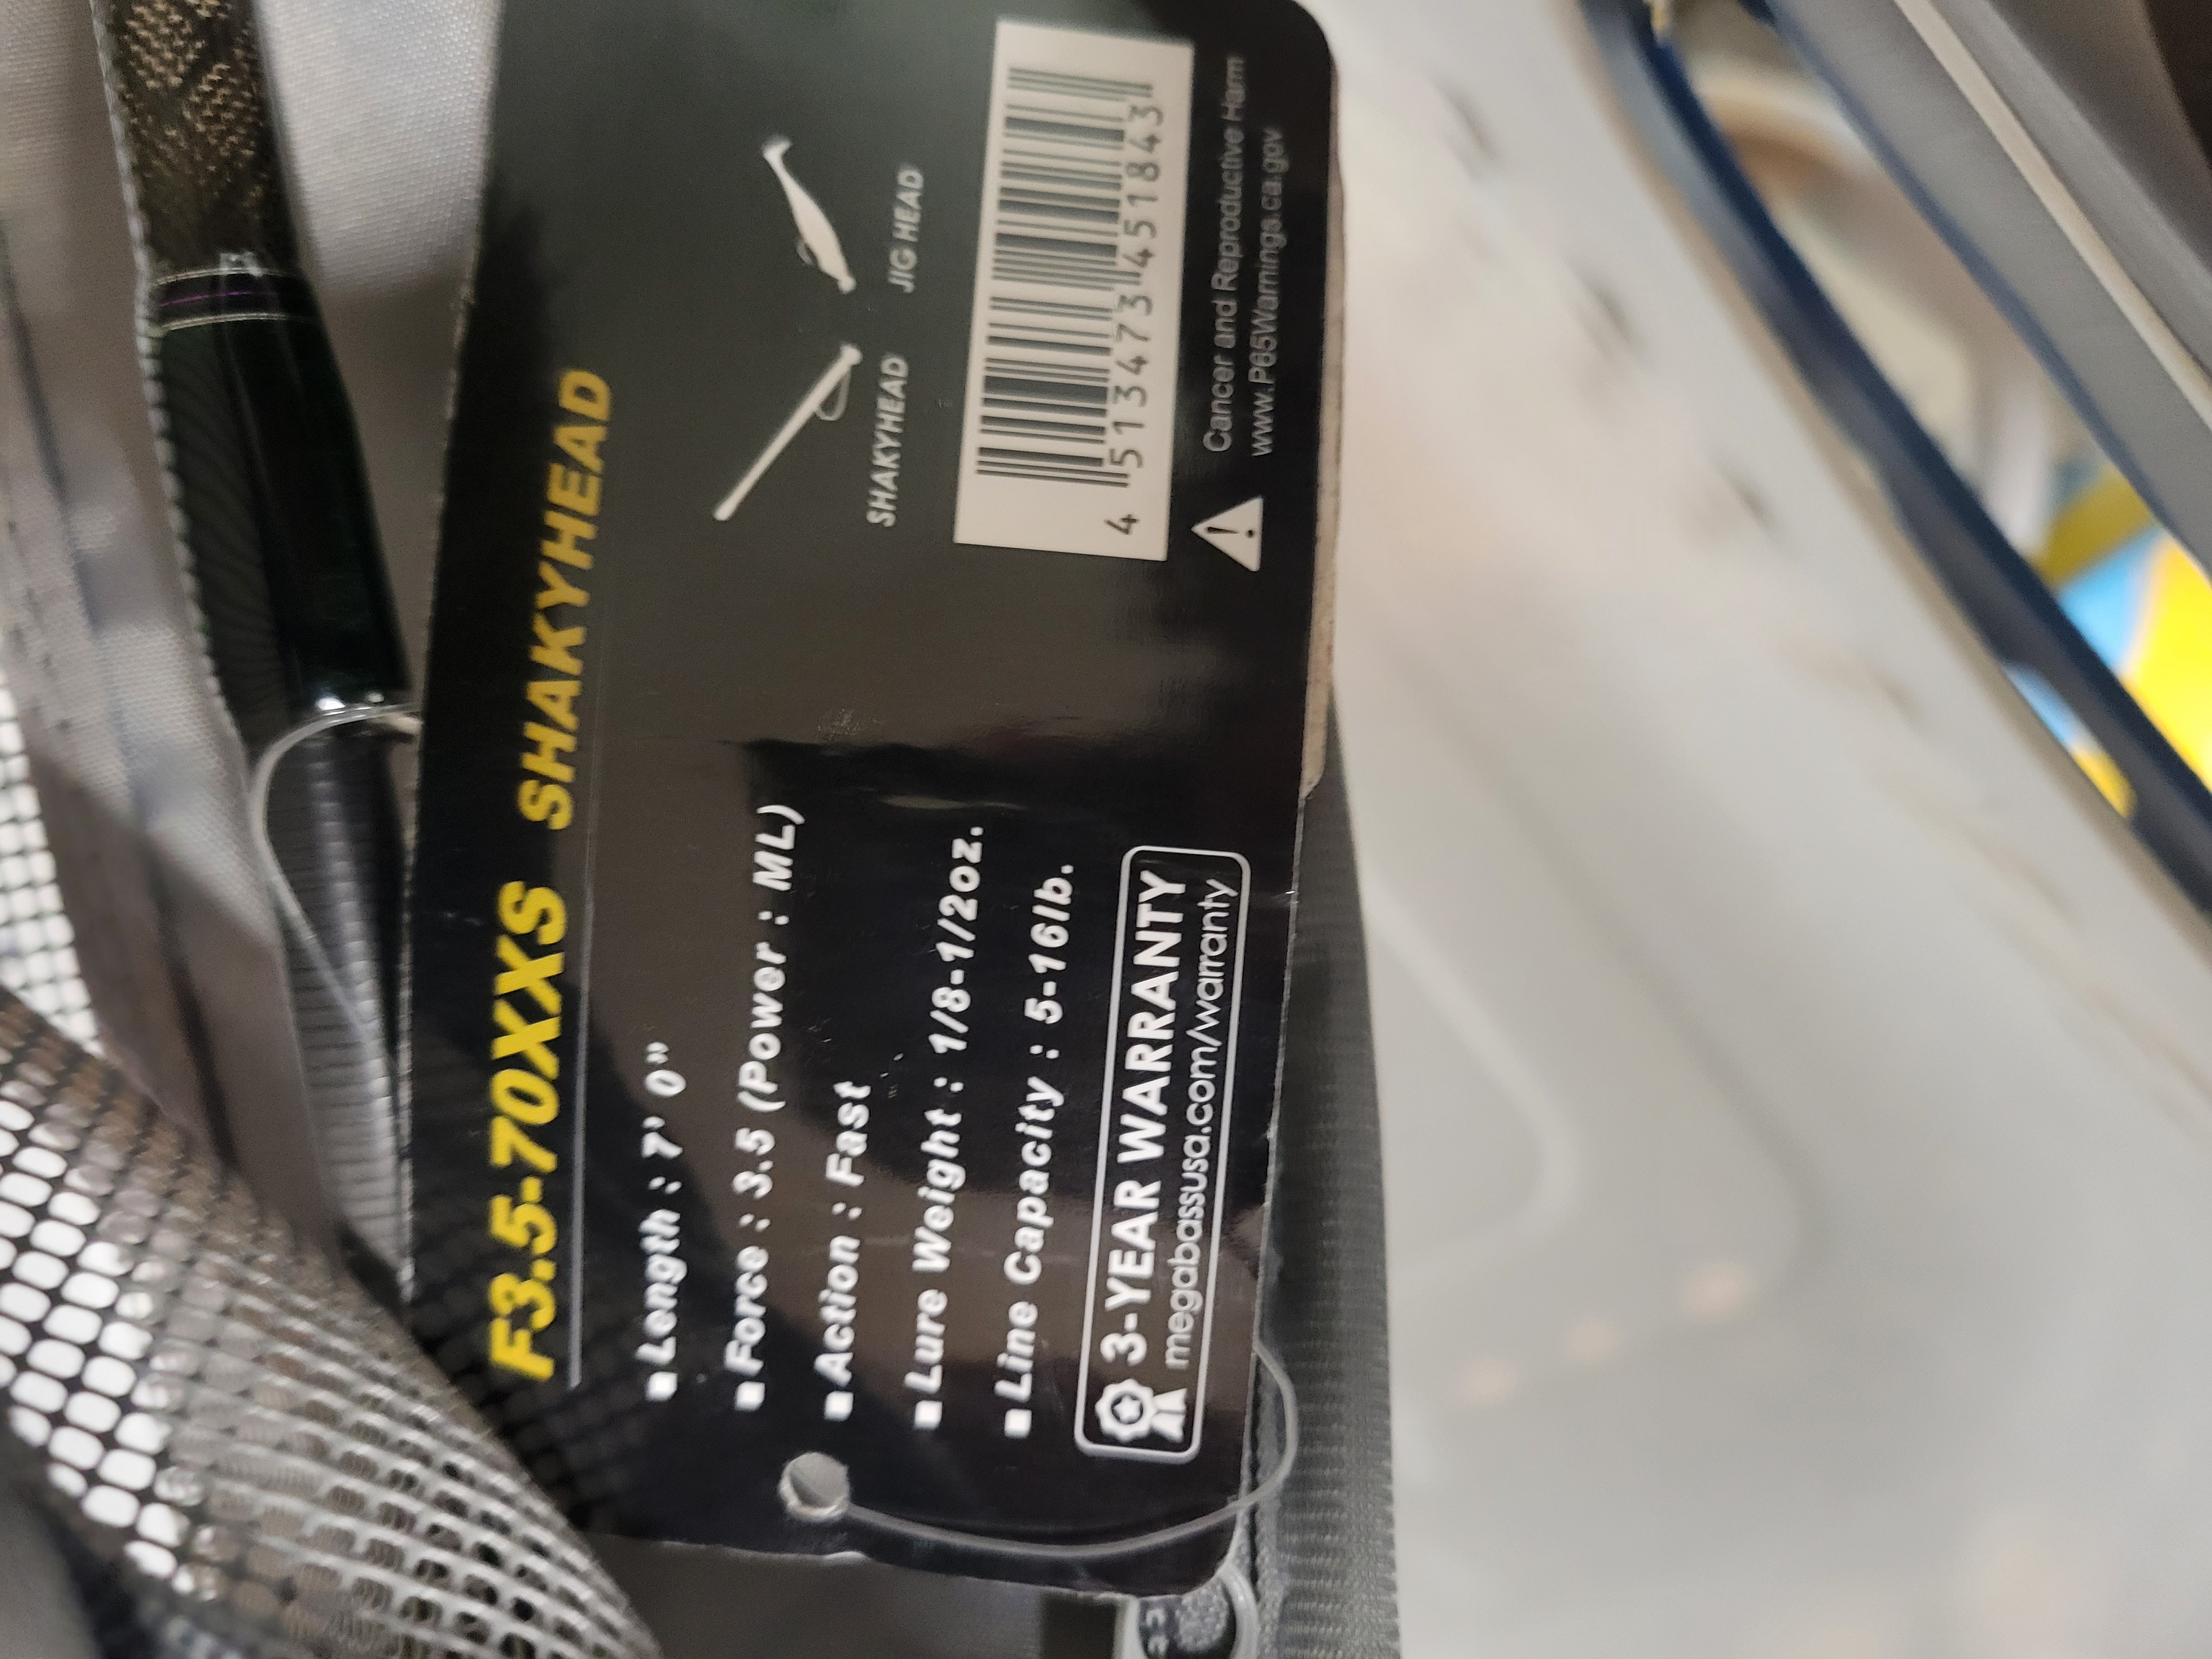 F3.5-70XXS SHAKYHEAD
■Length : 7' 0"
■Force : 3.5 (Power : ML)
■Action : Fast
■Lure Weight : 1/8-1/2oz.
■Line Capacity : 5-16lb.
3-YEAR WARRANTY
megabassusa.com/warranty
SHAKYHEAD
JIG HEAD
4 513473 451843
Cancer and Reproductive Harm
www.P65Warnings.ca.gov